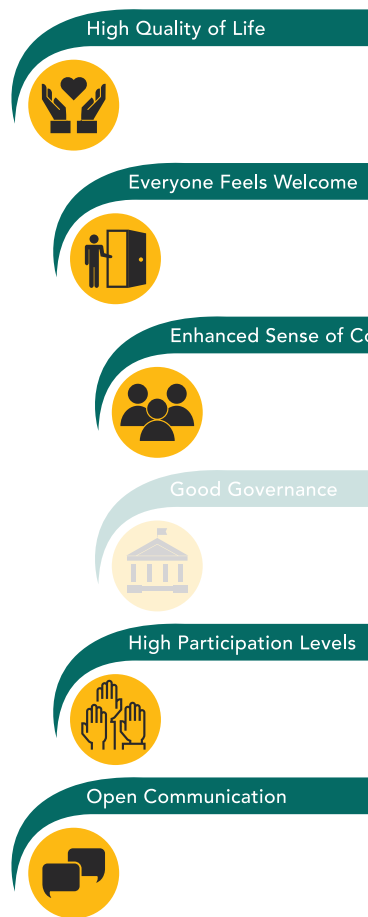 High Quality of Life
Everyone Feels Welcome
Enhanced Sense of Co
Good Governance
High Participation Levels
Open Communication